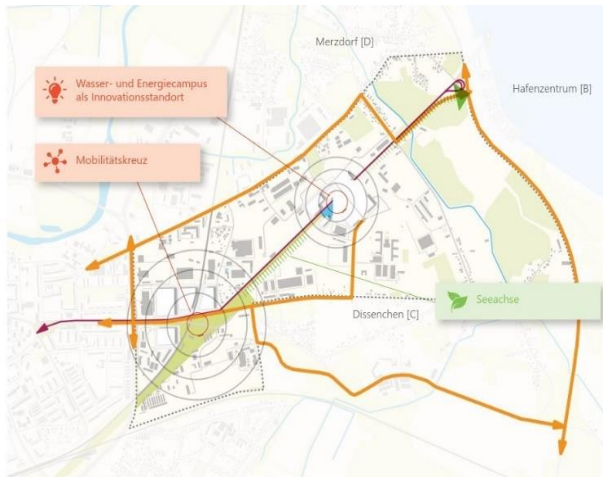 Merzdorf [D]
Wasser- und Energiecampus
als Innovationsstandort
Hafenzentrum [B]
Mobilitätskreuz
Seeachse
Dissenchen [C]